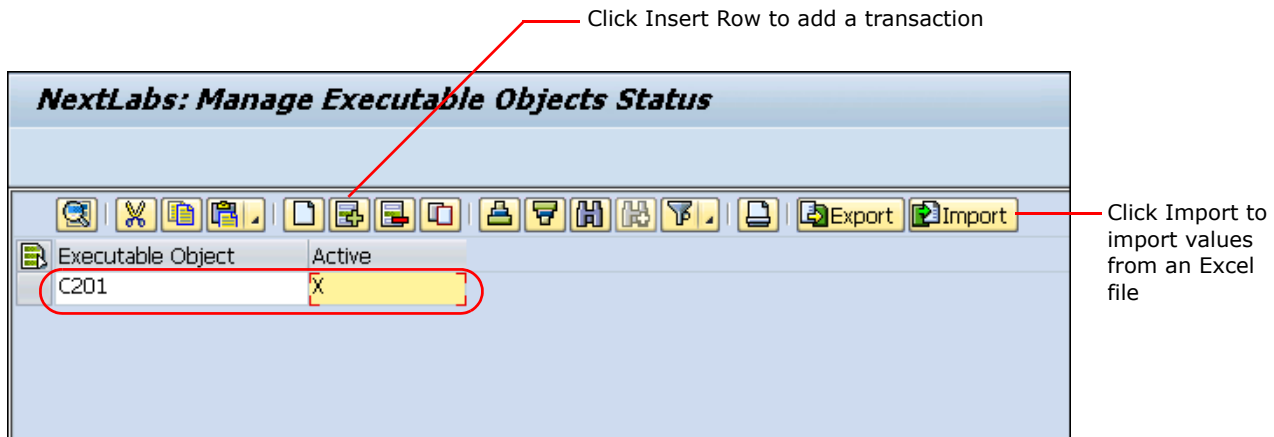 Click Insert Row to add a transaction
NextLabs: Manage Executable Objects Status
Export Import
Click Import to
import values
from an Excel
file
Executable Object Active
C201 X